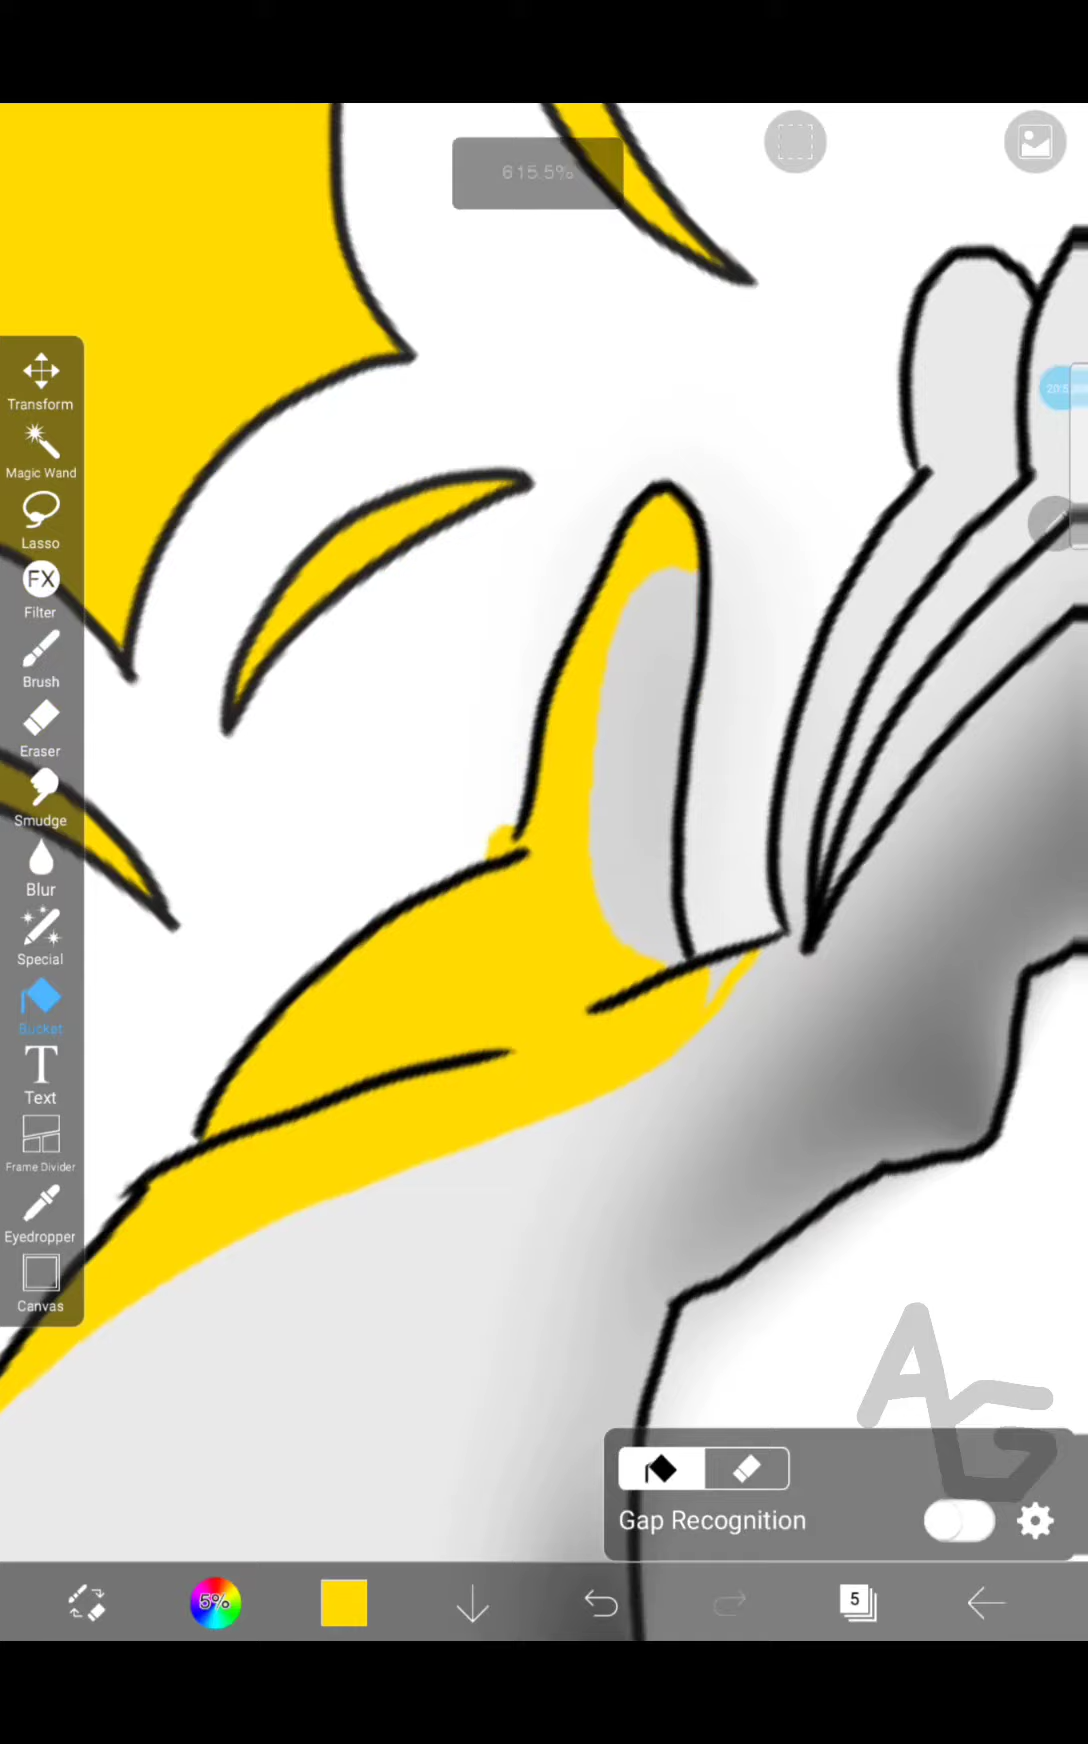 615.5%
Transform
Magic Wand
Lasso
FX
Filter
Brush
Eraser
Smudge
Blur
Special
Bucket
T
Text
Frame Divider
Eyedropper
Canvas
AG
Gap Recognition
5%
5